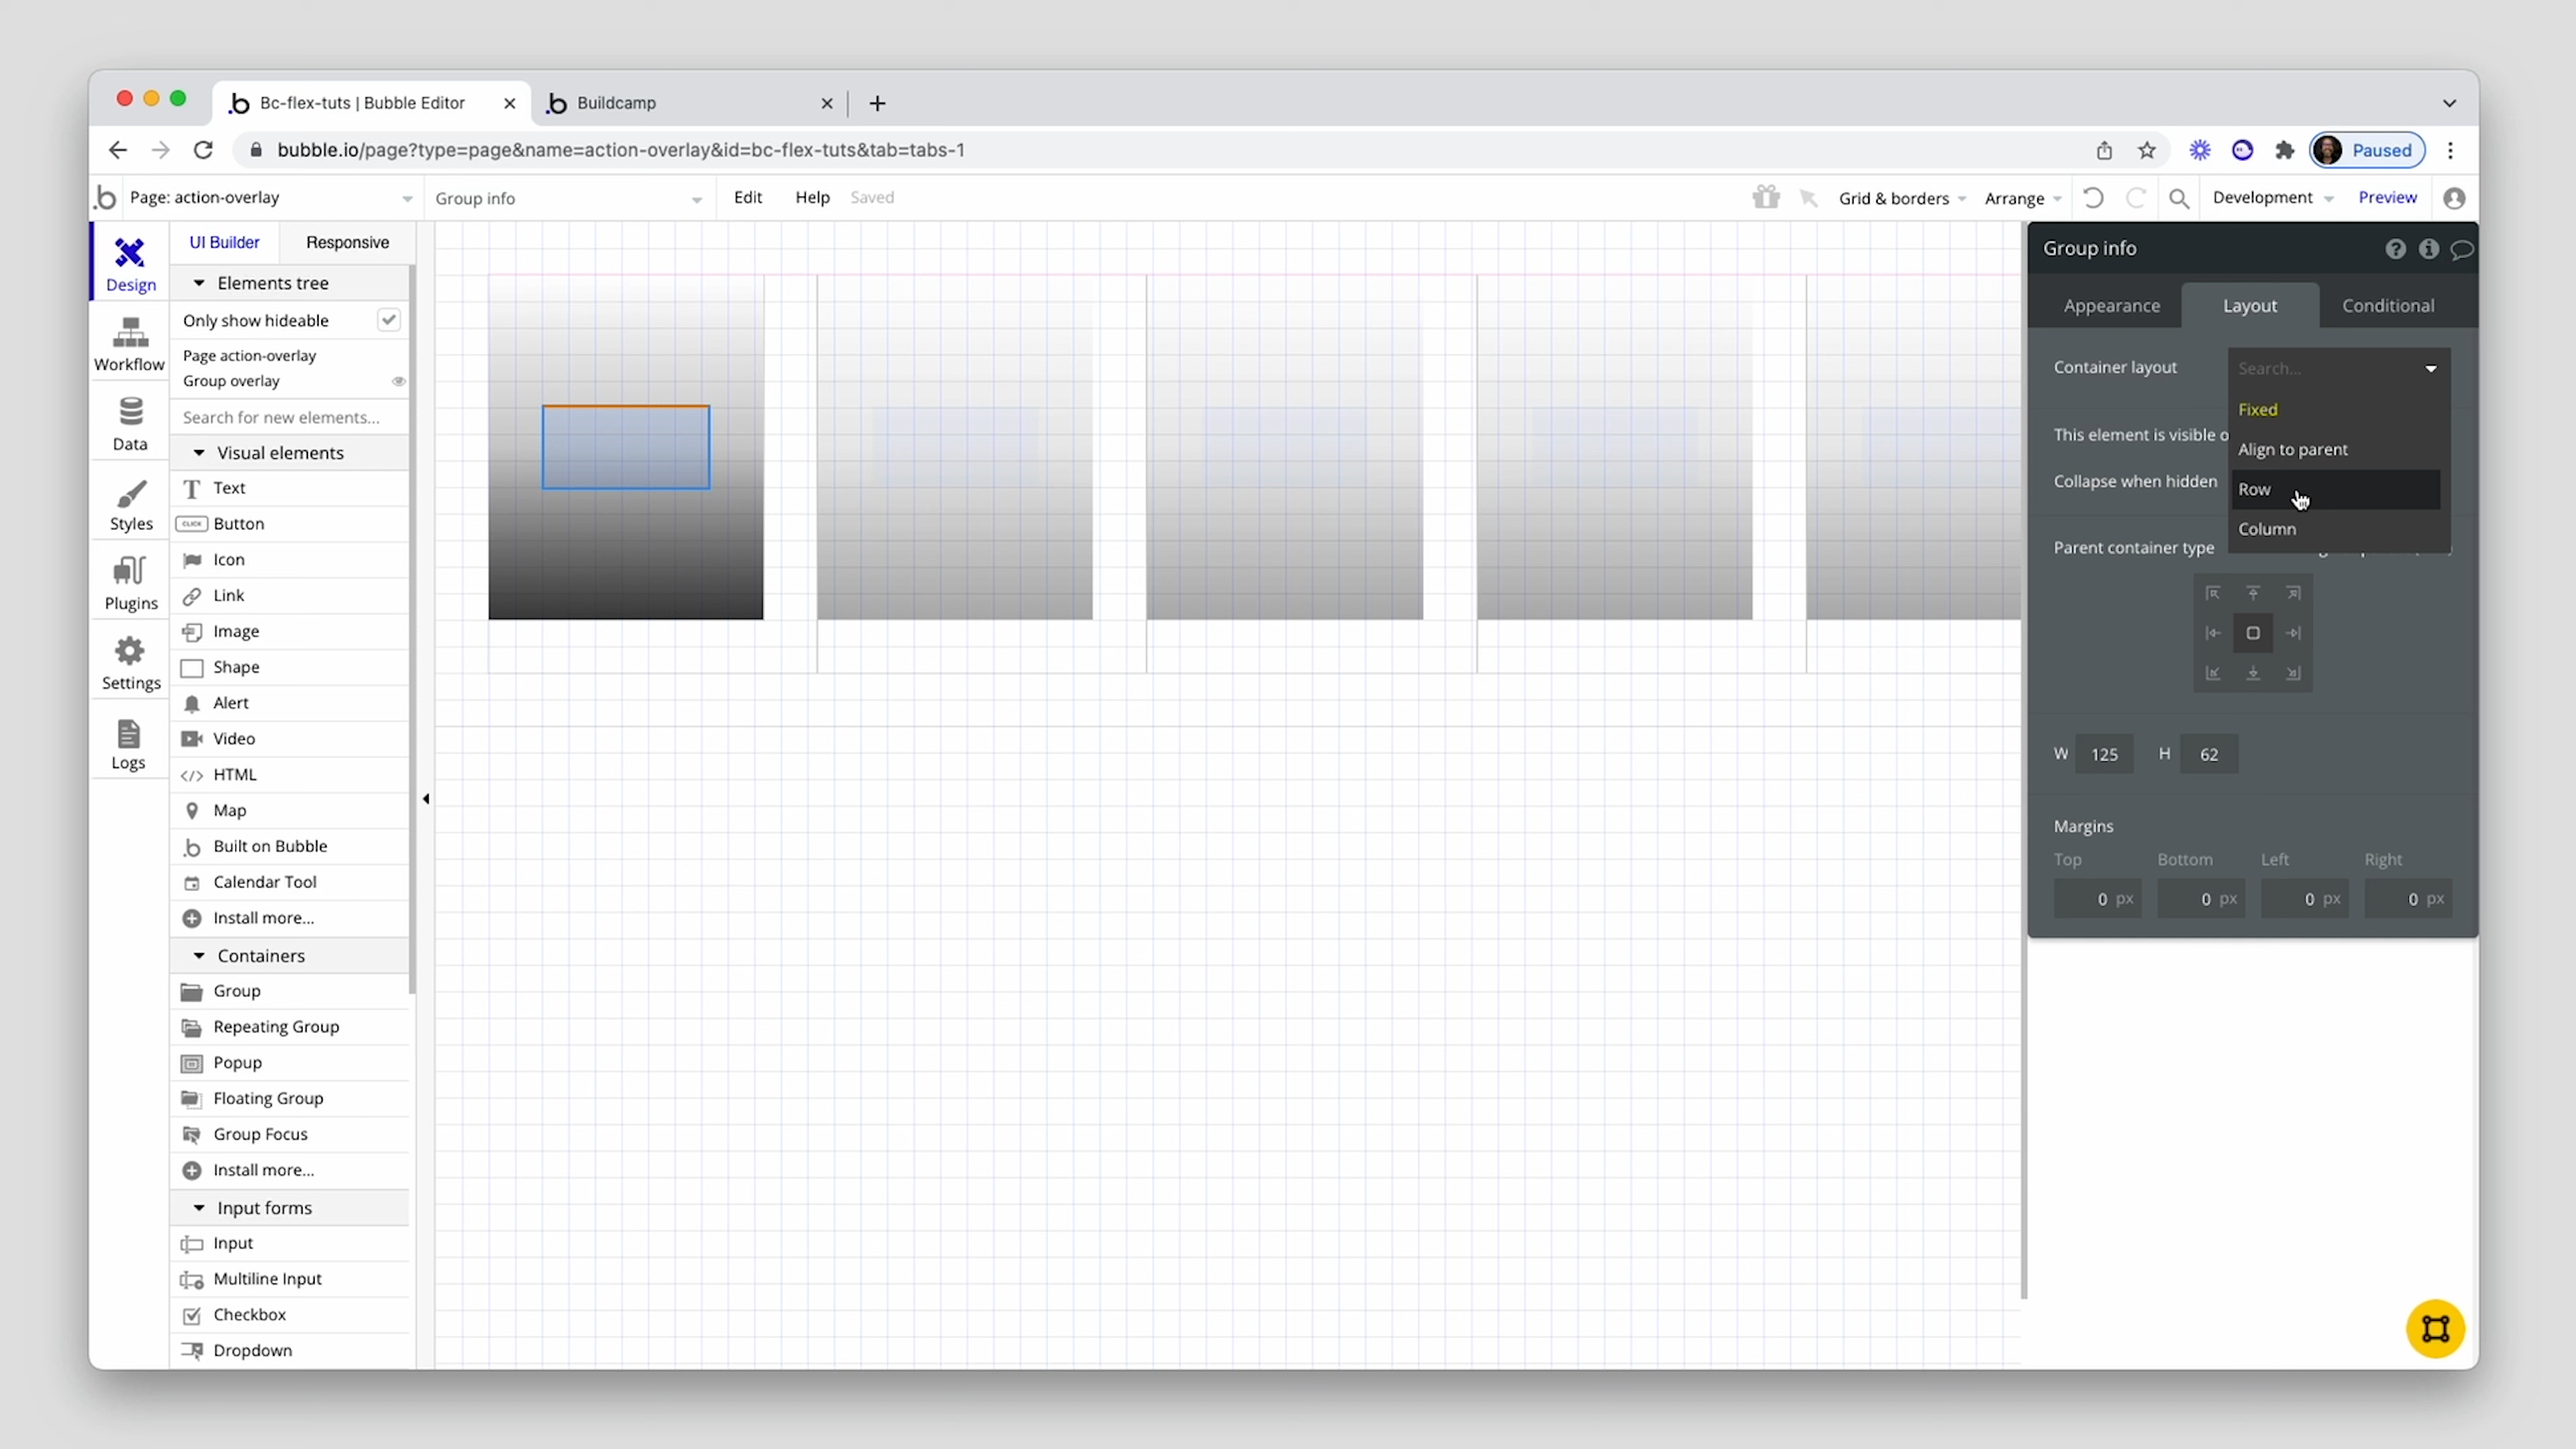 Bc-flex-tuts | Bubble Editor
Buildcamp
bubble.io/page?type=page&name=action-overlay&id=bc-flex-tuts&tab=tabs-1
Paused
Page: action-overlay
Group info
Edit
Help
Saved
Grid & borders
Arrange
Development
Preview
Design
Workflow
Data
Styles
Plugins
Settings
Logs
UI Builder
Responsive
Elements tree
Only show hideable
Page action-overlay
Group overlay
Search for new elements...
Visual elements
Text
CLICK Button
Icon
Link
Image
Shape
Alert
Video
HTML
Map
Built on Bubble
Calendar Tool
Install more...
Containers
Group
Repeating Group
Popup
Floating Group
Group Focus
Install more...
Input forms
Input
Multiline Input
Checkbox
Dropdown
Group info
Appearance
Layout
Conditional
Container layout
Search...
Fixed
Align to parent
Row
Column
This element is visible o
Collapse when hidden
Parent container type
W 125 H 62
Margins
Top Bottom Left Right
0 px 0 px 0 px 0 px